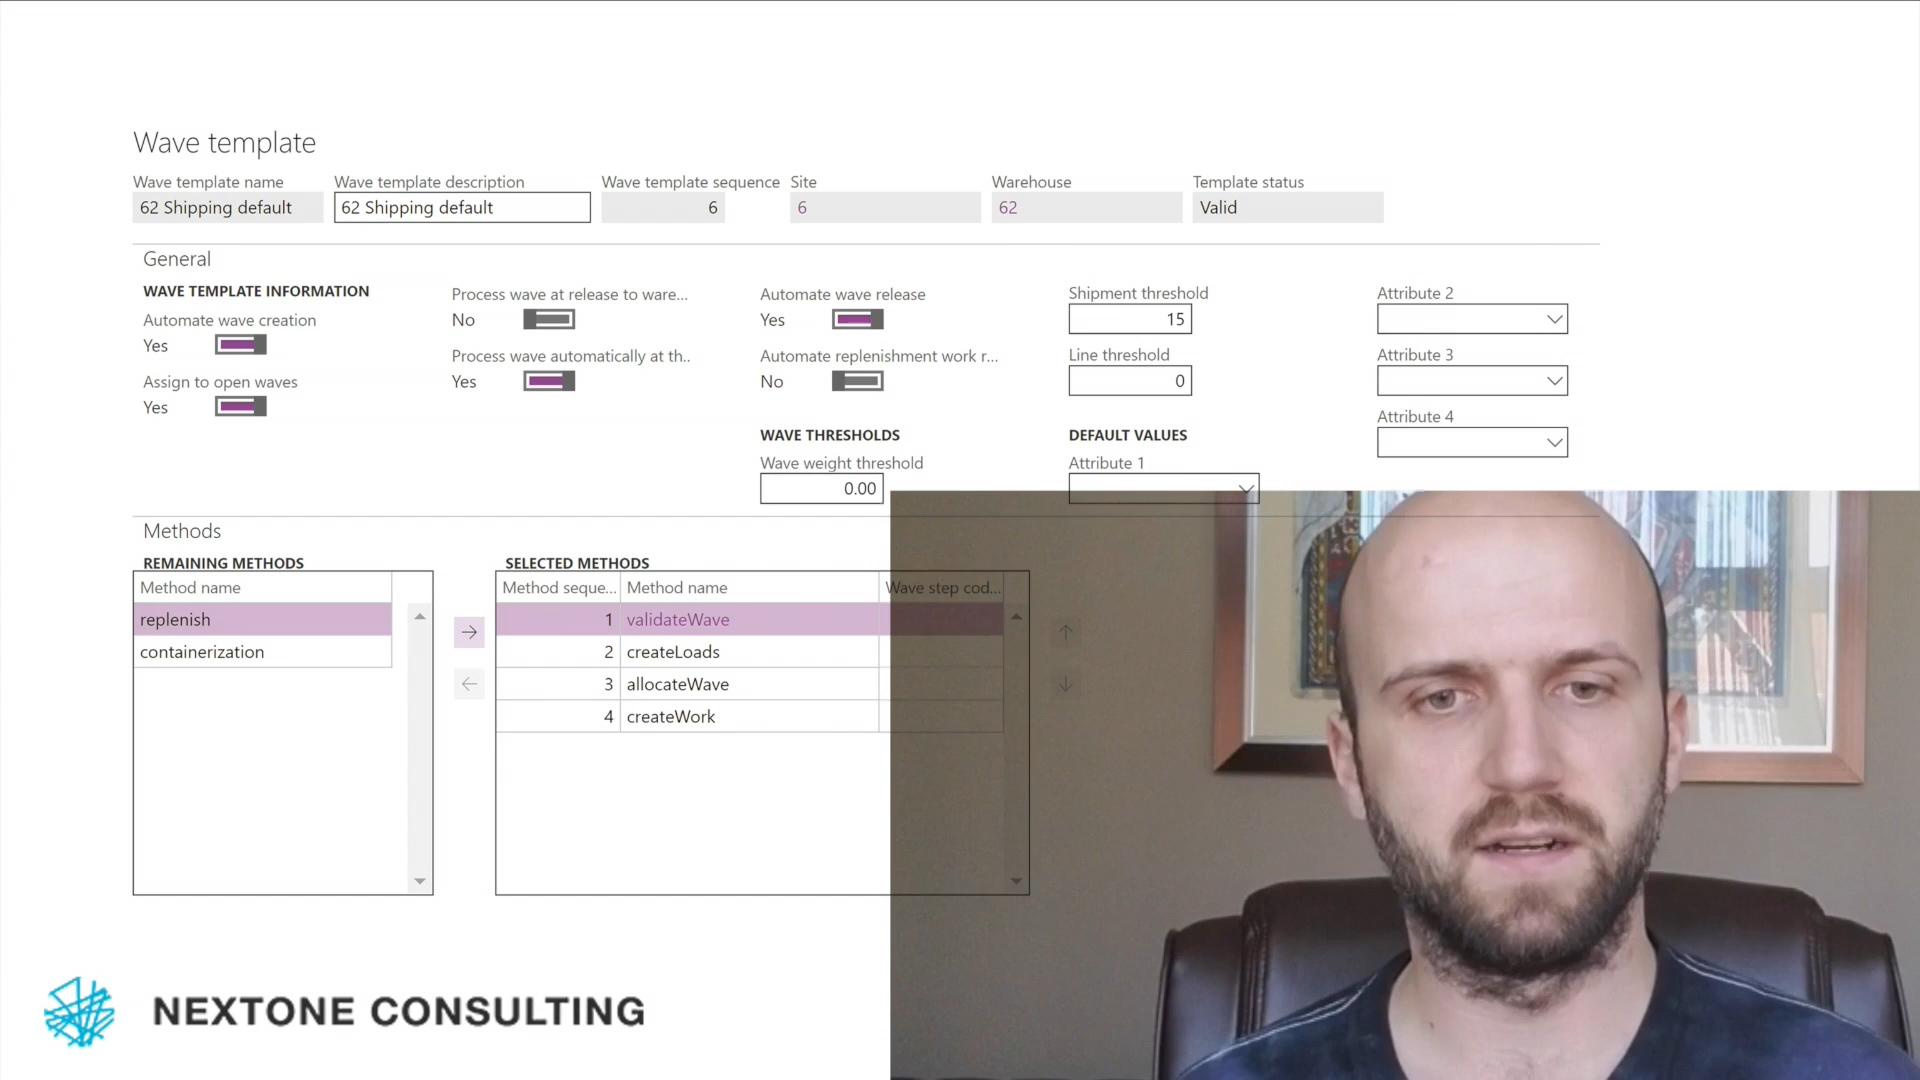 Wave template
Wave template name Wave template description Wave template sequence Site Warehouse Template status
62 Shipping default 62 Shipping default 6 6 62 Valid
General
WAVE TEMPLATE INFORMATION
Automate wave creation
Yes
Assign to open waves
Yes
Process wave at release to ware...
No
Process wave automatically at th..
Yes
Automate wave release
Yes
Automate replenishment work r...
No
WAVE THRESHOLDS
Wave weight threshold
0.00
Shipment threshold
15
Line threshold
0
DEFAULT VALUES
Attribute 1
Attribute 2
Attribute 3
Attribute 4
Methods
REMAINING METHODS
Method name
replenish
containerization
SELECTED METHODS
Method seque... Method name Wave step cod...
1 validateWave
2 createLoads
3 allocateWave
4 createWork
NEXTONE CONSULTING